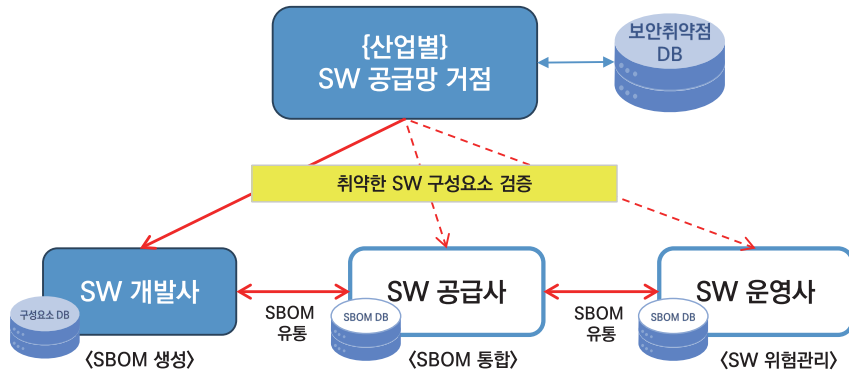 {산업별}
SW 공급망 거점
보안취약점
DB
취약한 SW 구성요소 검증
SW 개발사
구성요소 DB
〈SBOM 생성〉
SBOM
유통
SW 공급사
SBOM DB
〈SBOM 통합〉
SBOM
유통
SW 운영사
SBOM DB
〈SW 위험관리〉